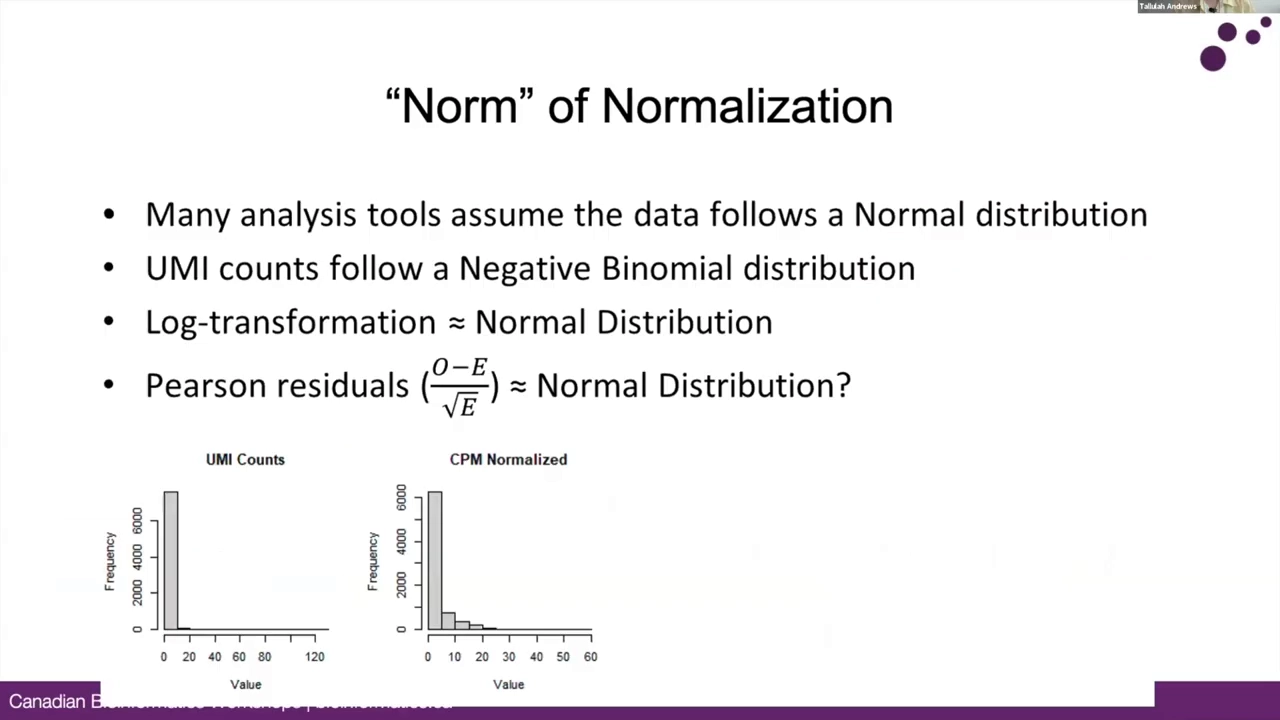 Tallulah Andrews
“Norm” of Normalization
• Many analysis tools assume the data follows a Normal distribution
• UMI counts follow a Negative Binomial distribution
• Log-transformation ≈ Normal Distribution
• Pearson residuals (O−E/√E) ≈ Normal Distribution?
UMI Counts
Frequency
0 2000 4000 6000
0 20 40 60 80 120
Value
CPM Normalized
Frequency
0 2000 4000 6000
0 10 20 30 40 50 60
Value
Canadian